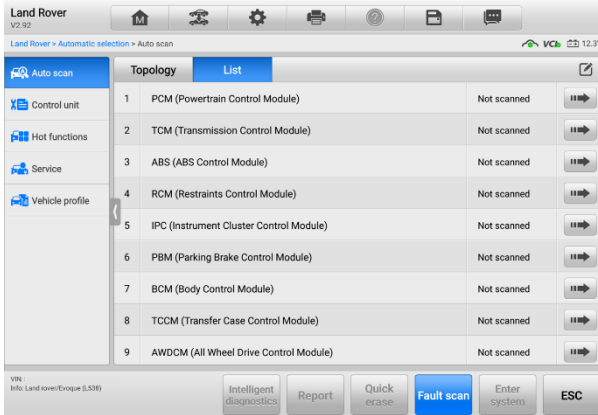 Land Rover
V2.92
M
?
Land Rover > Automatic selection > Auto scan
VCI
Auto scan
Control unit
Hot functions
Service
Vehicle profile
Topology List
1 PCM (Powertrain Control Module) Not scanned
2 TCM (Transmission Control Module) Not scanned
3 ABS (ABS Control Module) Not scanned
4 RCM (Restraints Control Module) Not scanned
5 IPC (Instrument Cluster Control Module) Not scanned
6 PBM (Parking Brake Control Module) Not scanned
7 BCM (Body Control Module) Not scanned
8 TCCM (Transfer Case Control Module) Not scanned
9 AWDCM (All Wheel Drive Control Module) Not scanned
VIN:
Info: Land rover/Evoque (L538)
Intelligent
diagnostics
Report
Quick
erase
Fault scan
Enter
system
ESC